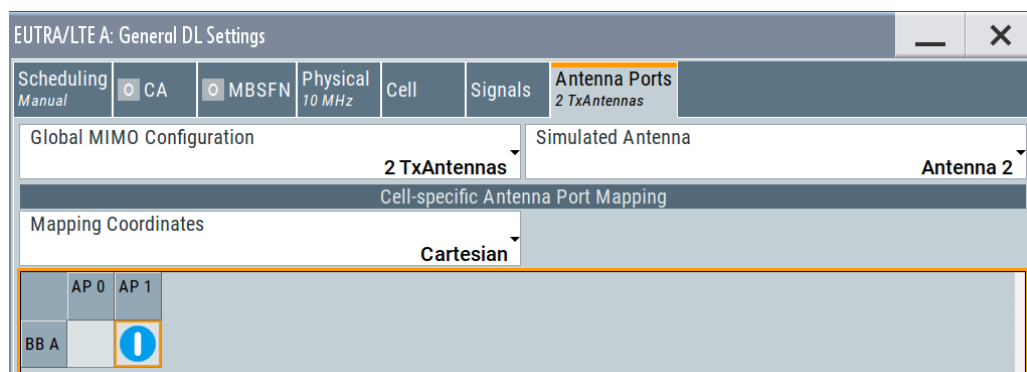 EUTRA/LTE A: General DL Settings
Scheduling
Manual
O CA
O MBSFN
Physical
10 MHz
Cell
Signals
Antenna Ports
2 TxAntennas
Global MIMO Configuration
2 TxAntennas
Simulated Antenna
Antenna 2
Cell-specific Antenna Port Mapping
Mapping Coordinates
Cartesian
AP 0 AP 1
BB A